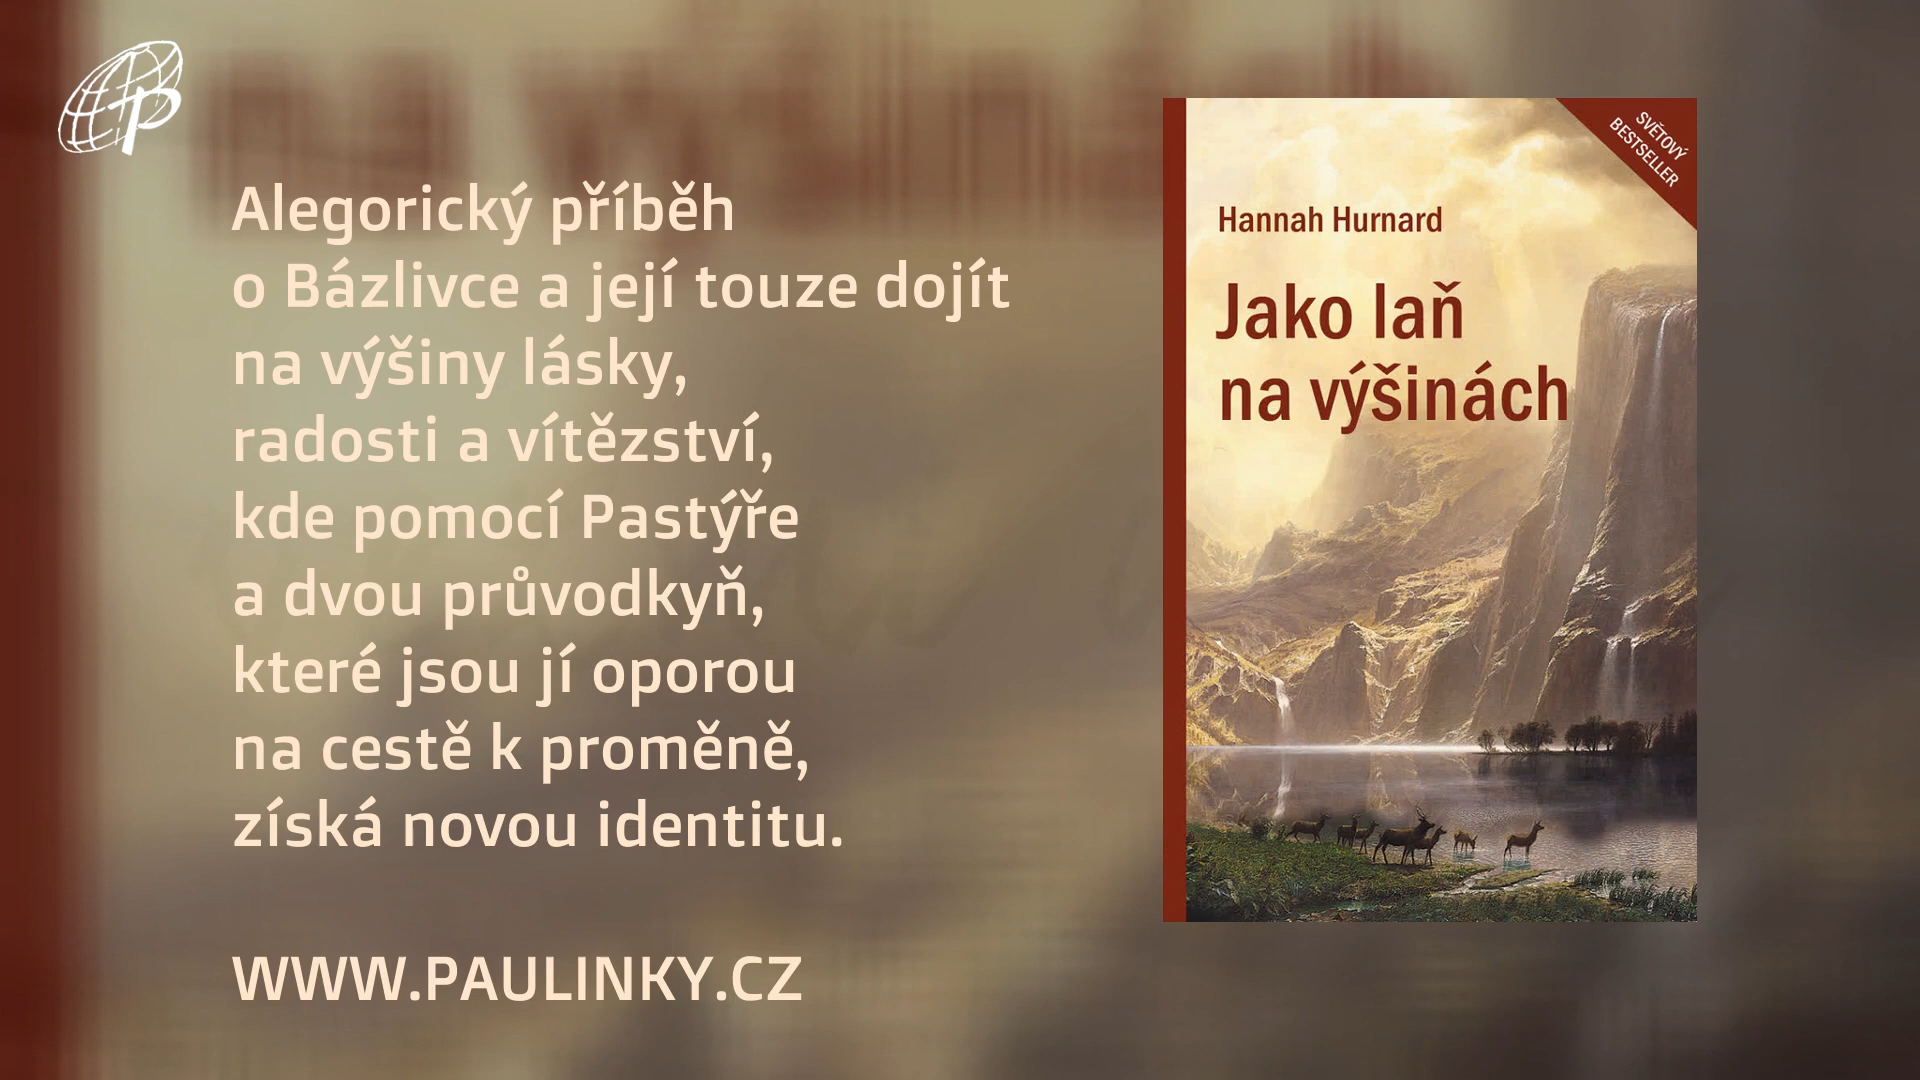 Alegorický příběh
o Bázlivce a její touze dojít
na výšiny lásky,
radosti a vítězství,
kde pomocí Pastýře
a dvou průvodkyň,
které jsou jí oporou
na cestě k proměně,
získá novou identitu.
WWW.PAULINKY.CZ
SVĚTOVÝ
BESTSELLER
Hannah Hurnard
Jako laň
na výšinách